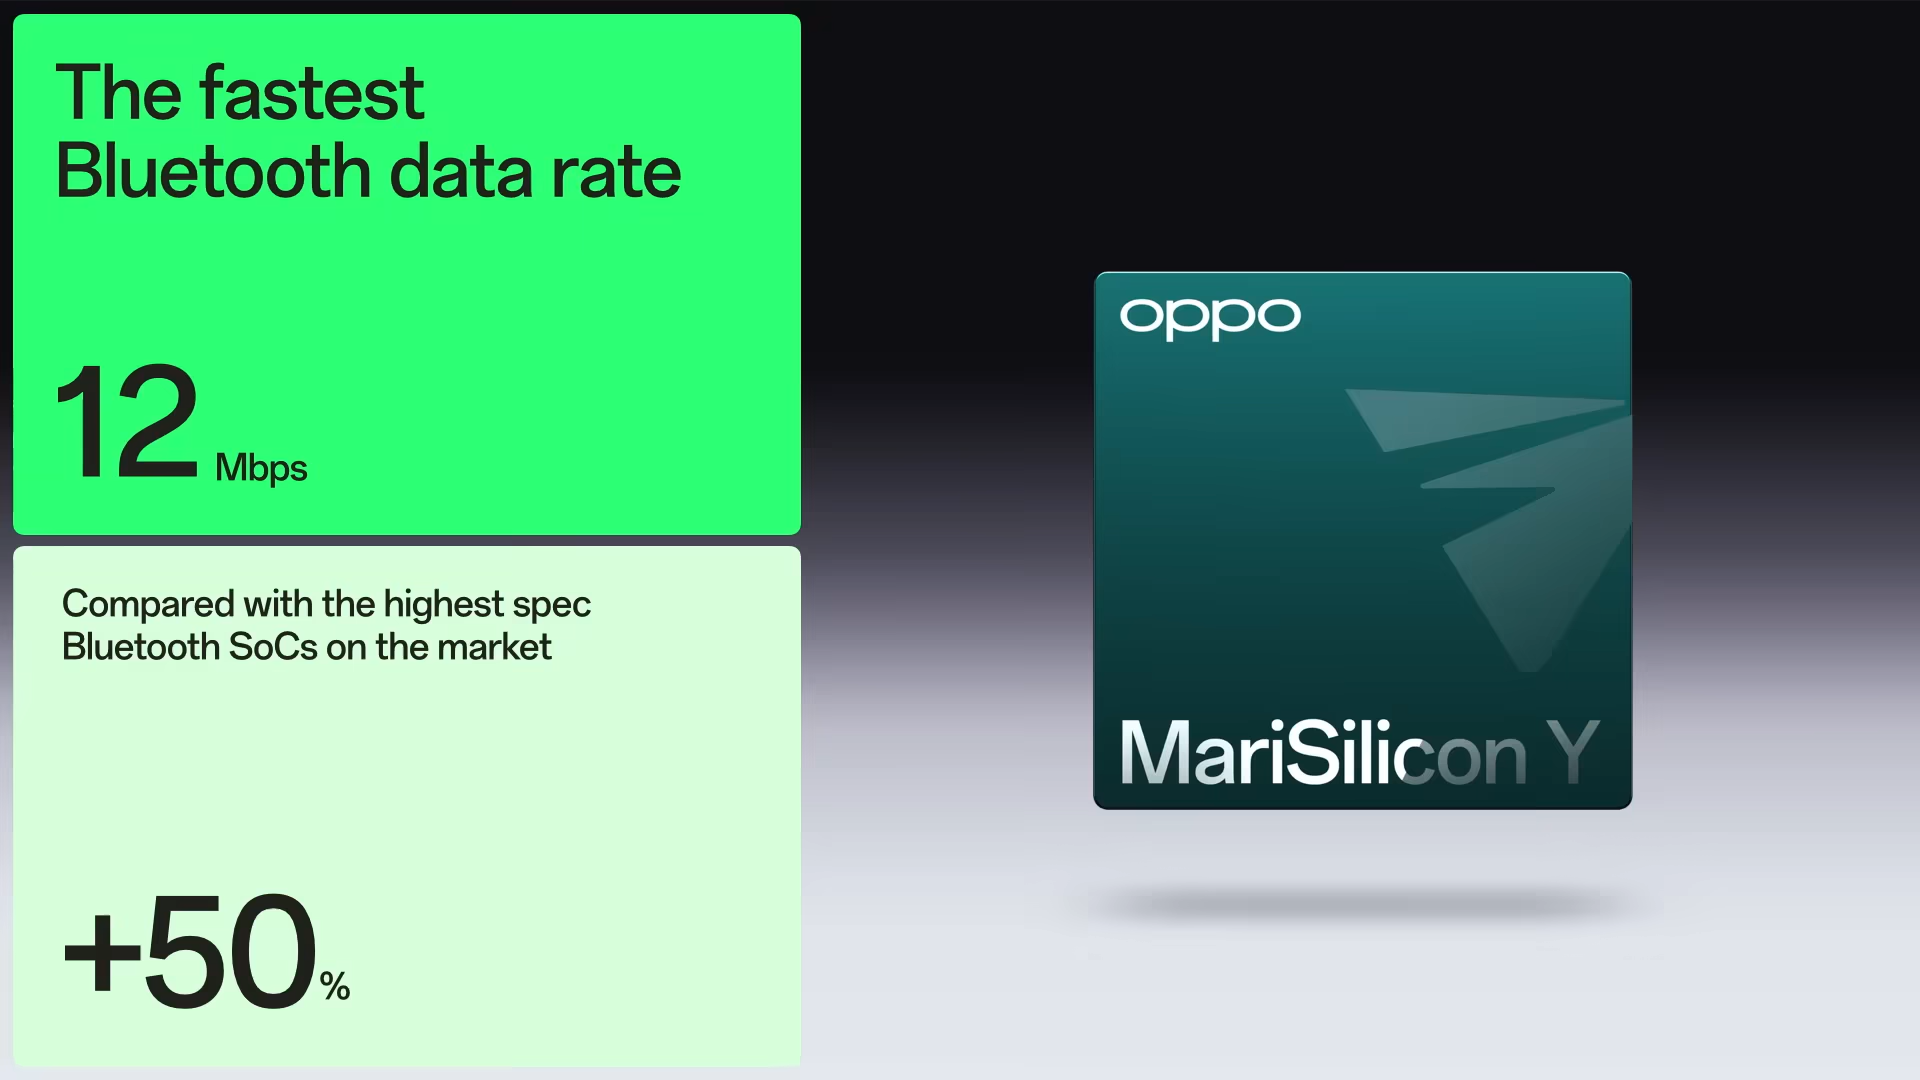 The fastest
Bluetooth data rate
12 Mbps
Compared with the highest spec
Bluetooth SoCs on the market
+50%
oppo
MariSilicon Y